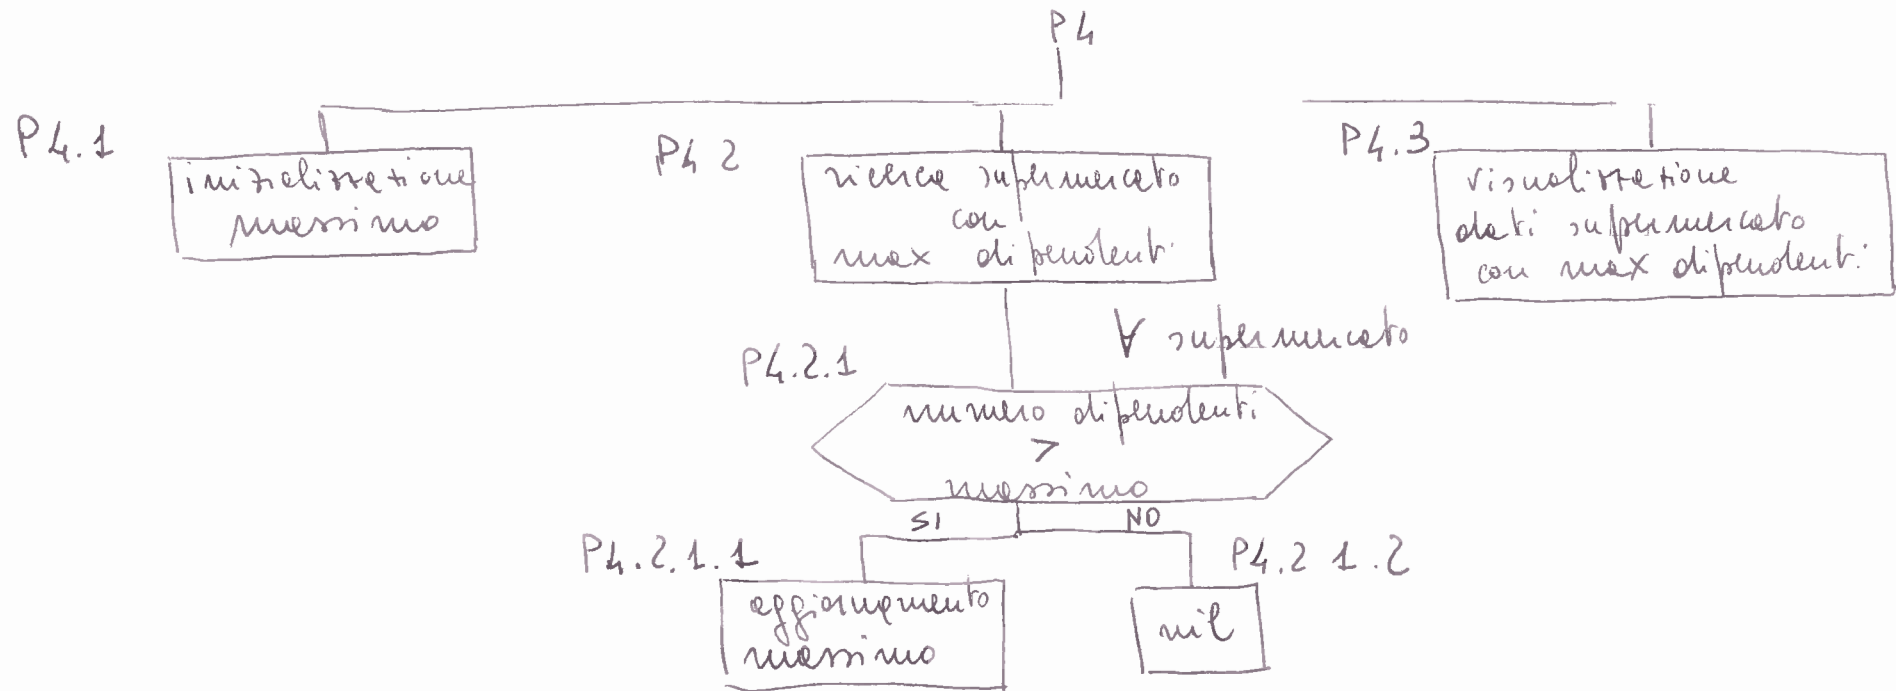 P4
P4.1
inizializzazione
massimo
P4 2
ricerca supermercato
con
max dipendenti
P4.3
visualizzazione
dati supermercato
con max dipendenti
∀ supermercato
P4.2.1
numero dipendenti
>
massimo
SI
NO
P4.2.1.1
aggiornamento
massimo
P4.2 1.2
nil